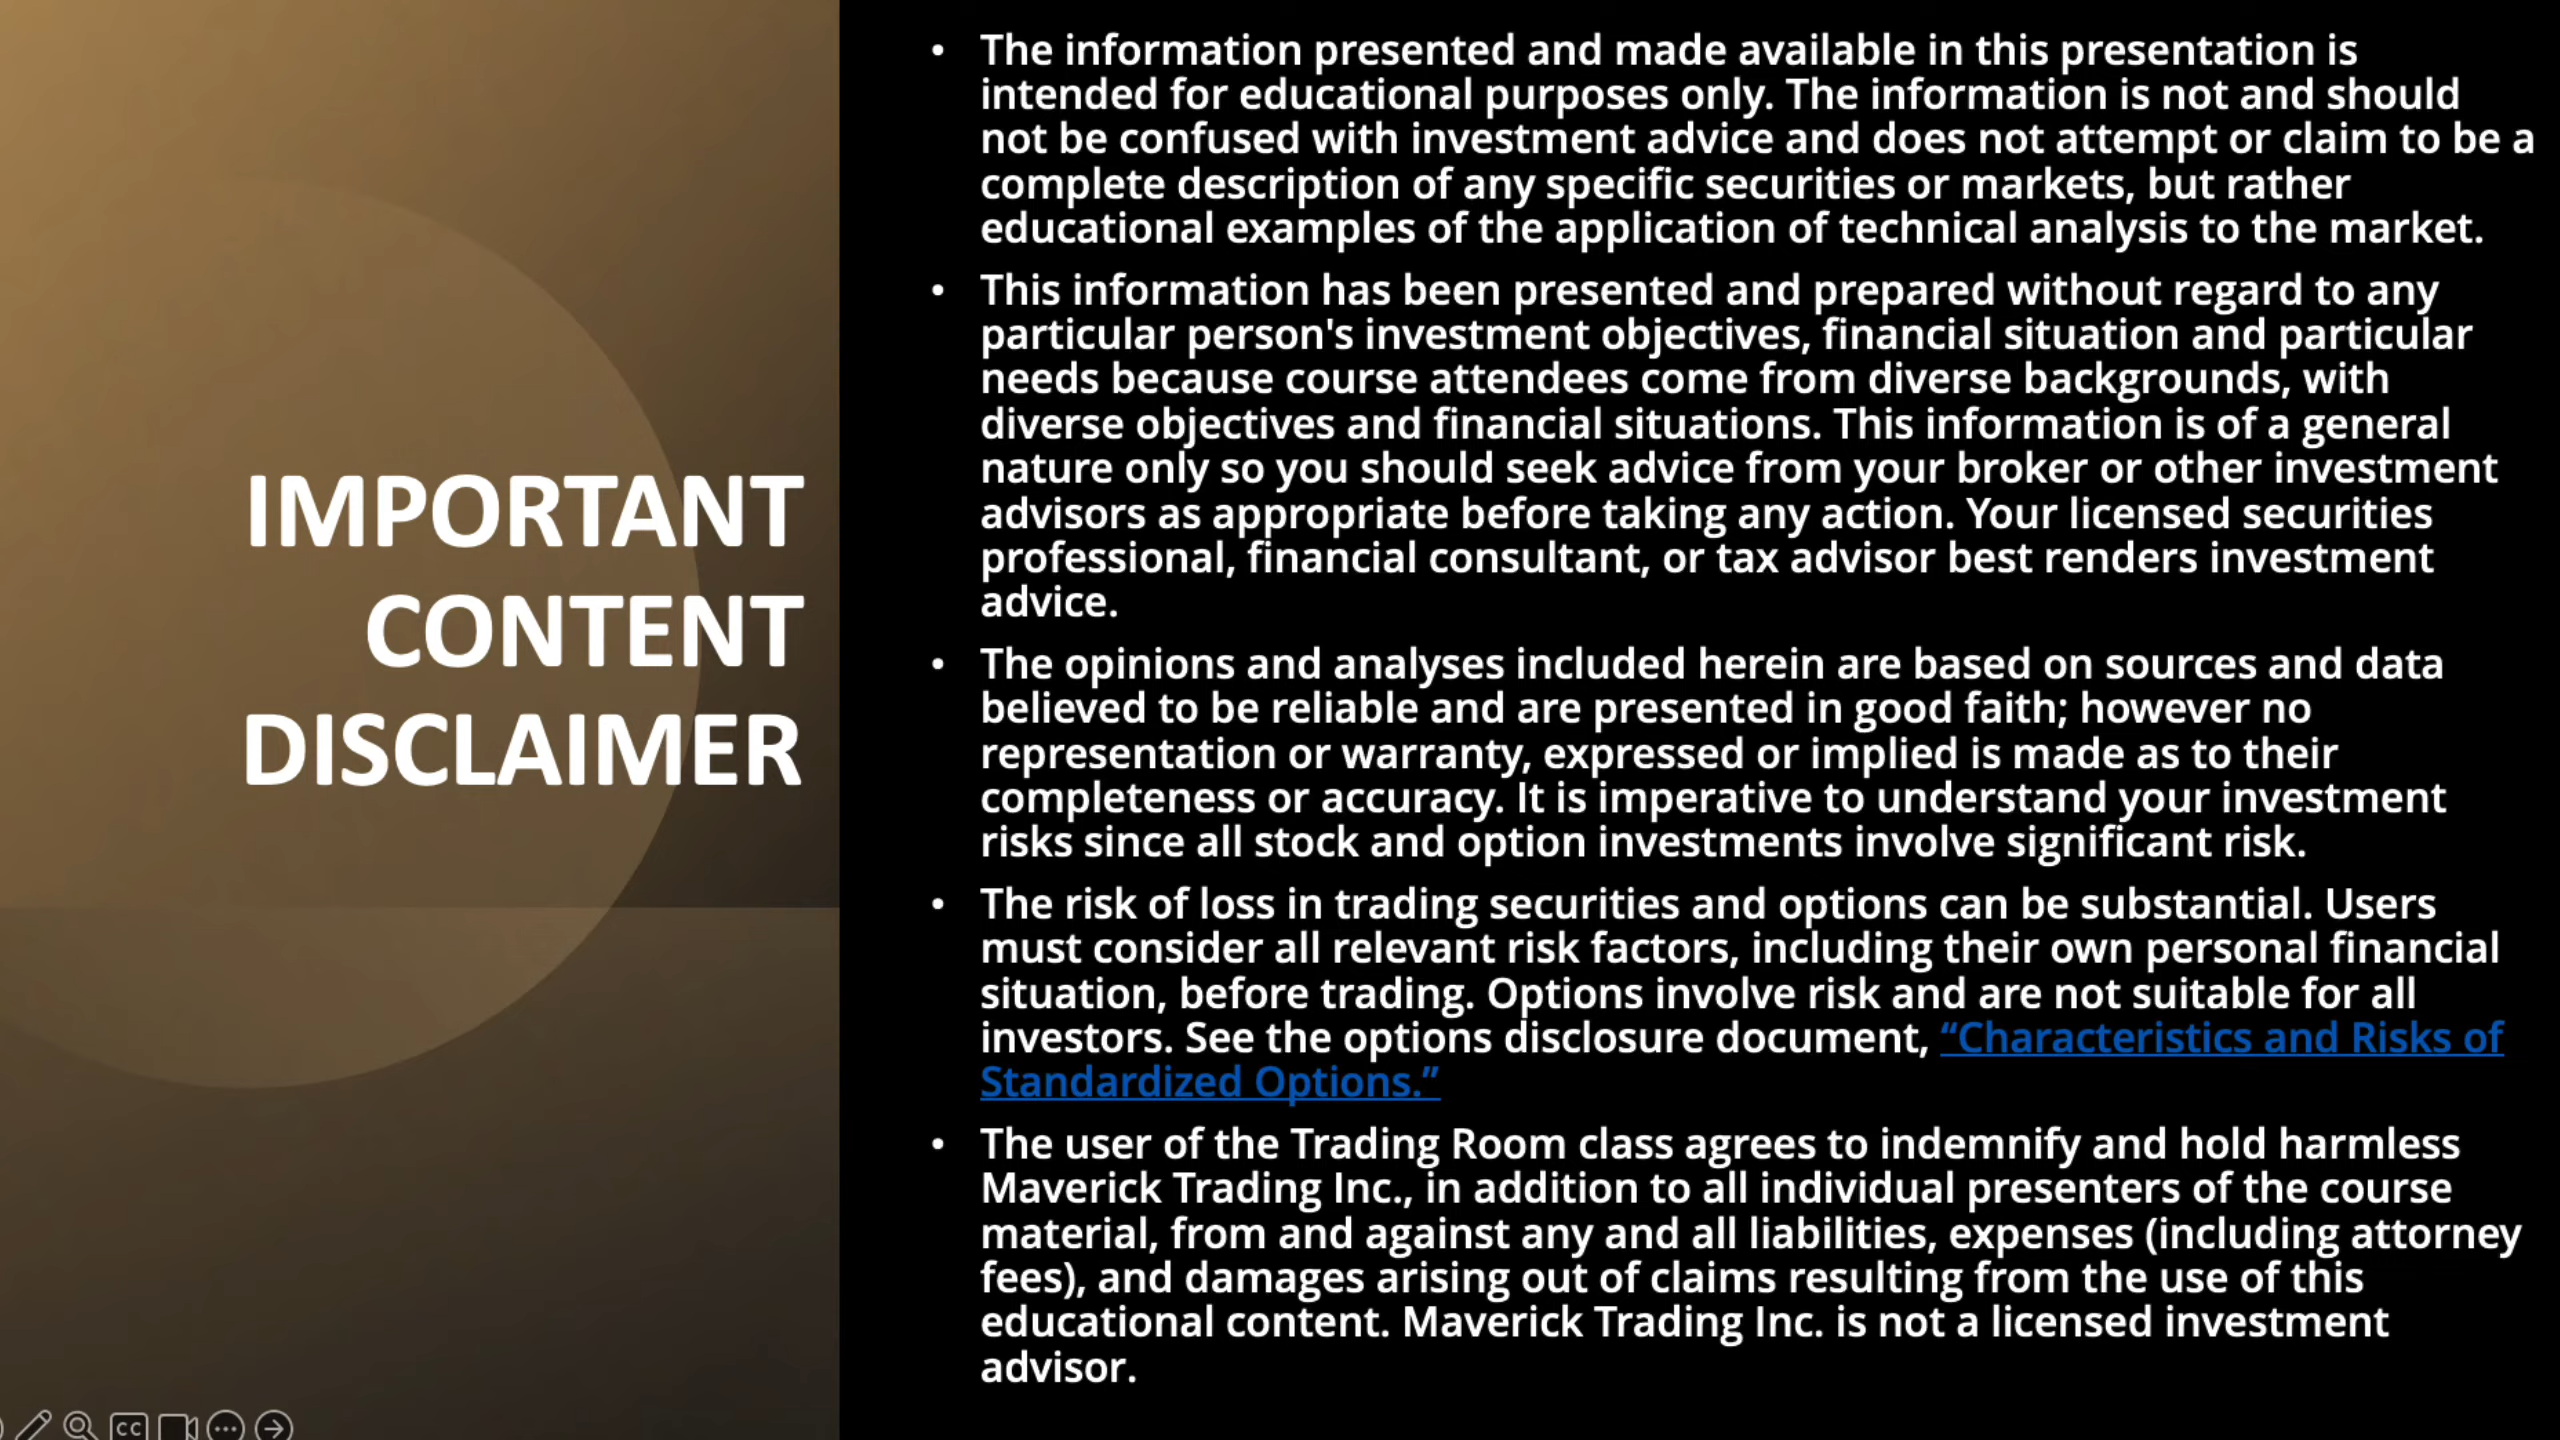 IMPORTANT
CONTENT
DISCLAIMER
• The information presented and made available in this presentation is
intended for educational purposes only. The information is not and should
not be confused with investment advice and does not attempt or claim to be a
complete description of any specific securities or markets, but rather
educational examples of the application of technical analysis to the market.
• This information has been presented and prepared without regard to any
particular person's investment objectives, financial situation and particular
needs because course attendees come from diverse backgrounds, with
diverse objectives and financial situations. This information is of a general
nature only so you should seek advice from your broker or other investment
advisors as appropriate before taking any action. Your licensed securities
professional, financial consultant, or tax advisor best renders investment
advice.
• The opinions and analyses included herein are based on sources and data
believed to be reliable and are presented in good faith; however no
representation or warranty, expressed or implied is made as to their
completeness or accuracy. It is imperative to understand your investment
risks since all stock and option investments involve significant risk.
• The risk of loss in trading securities and options can be substantial. Users
must consider all relevant risk factors, including their own personal financial
situation, before trading. Options involve risk and are not suitable for all
investors. See the options disclosure document, “Characteristics and Risks of
Standardized Options.”
• The user of the Trading Room class agrees to indemnify and hold harmless
Maverick Trading Inc., in addition to all individual presenters of the course
material, from and against any and all liabilities, expenses (including attorney
fees), and damages arising out of claims resulting from the use of this
educational content. Maverick Trading Inc. is not a licensed investment
advisor.
CC